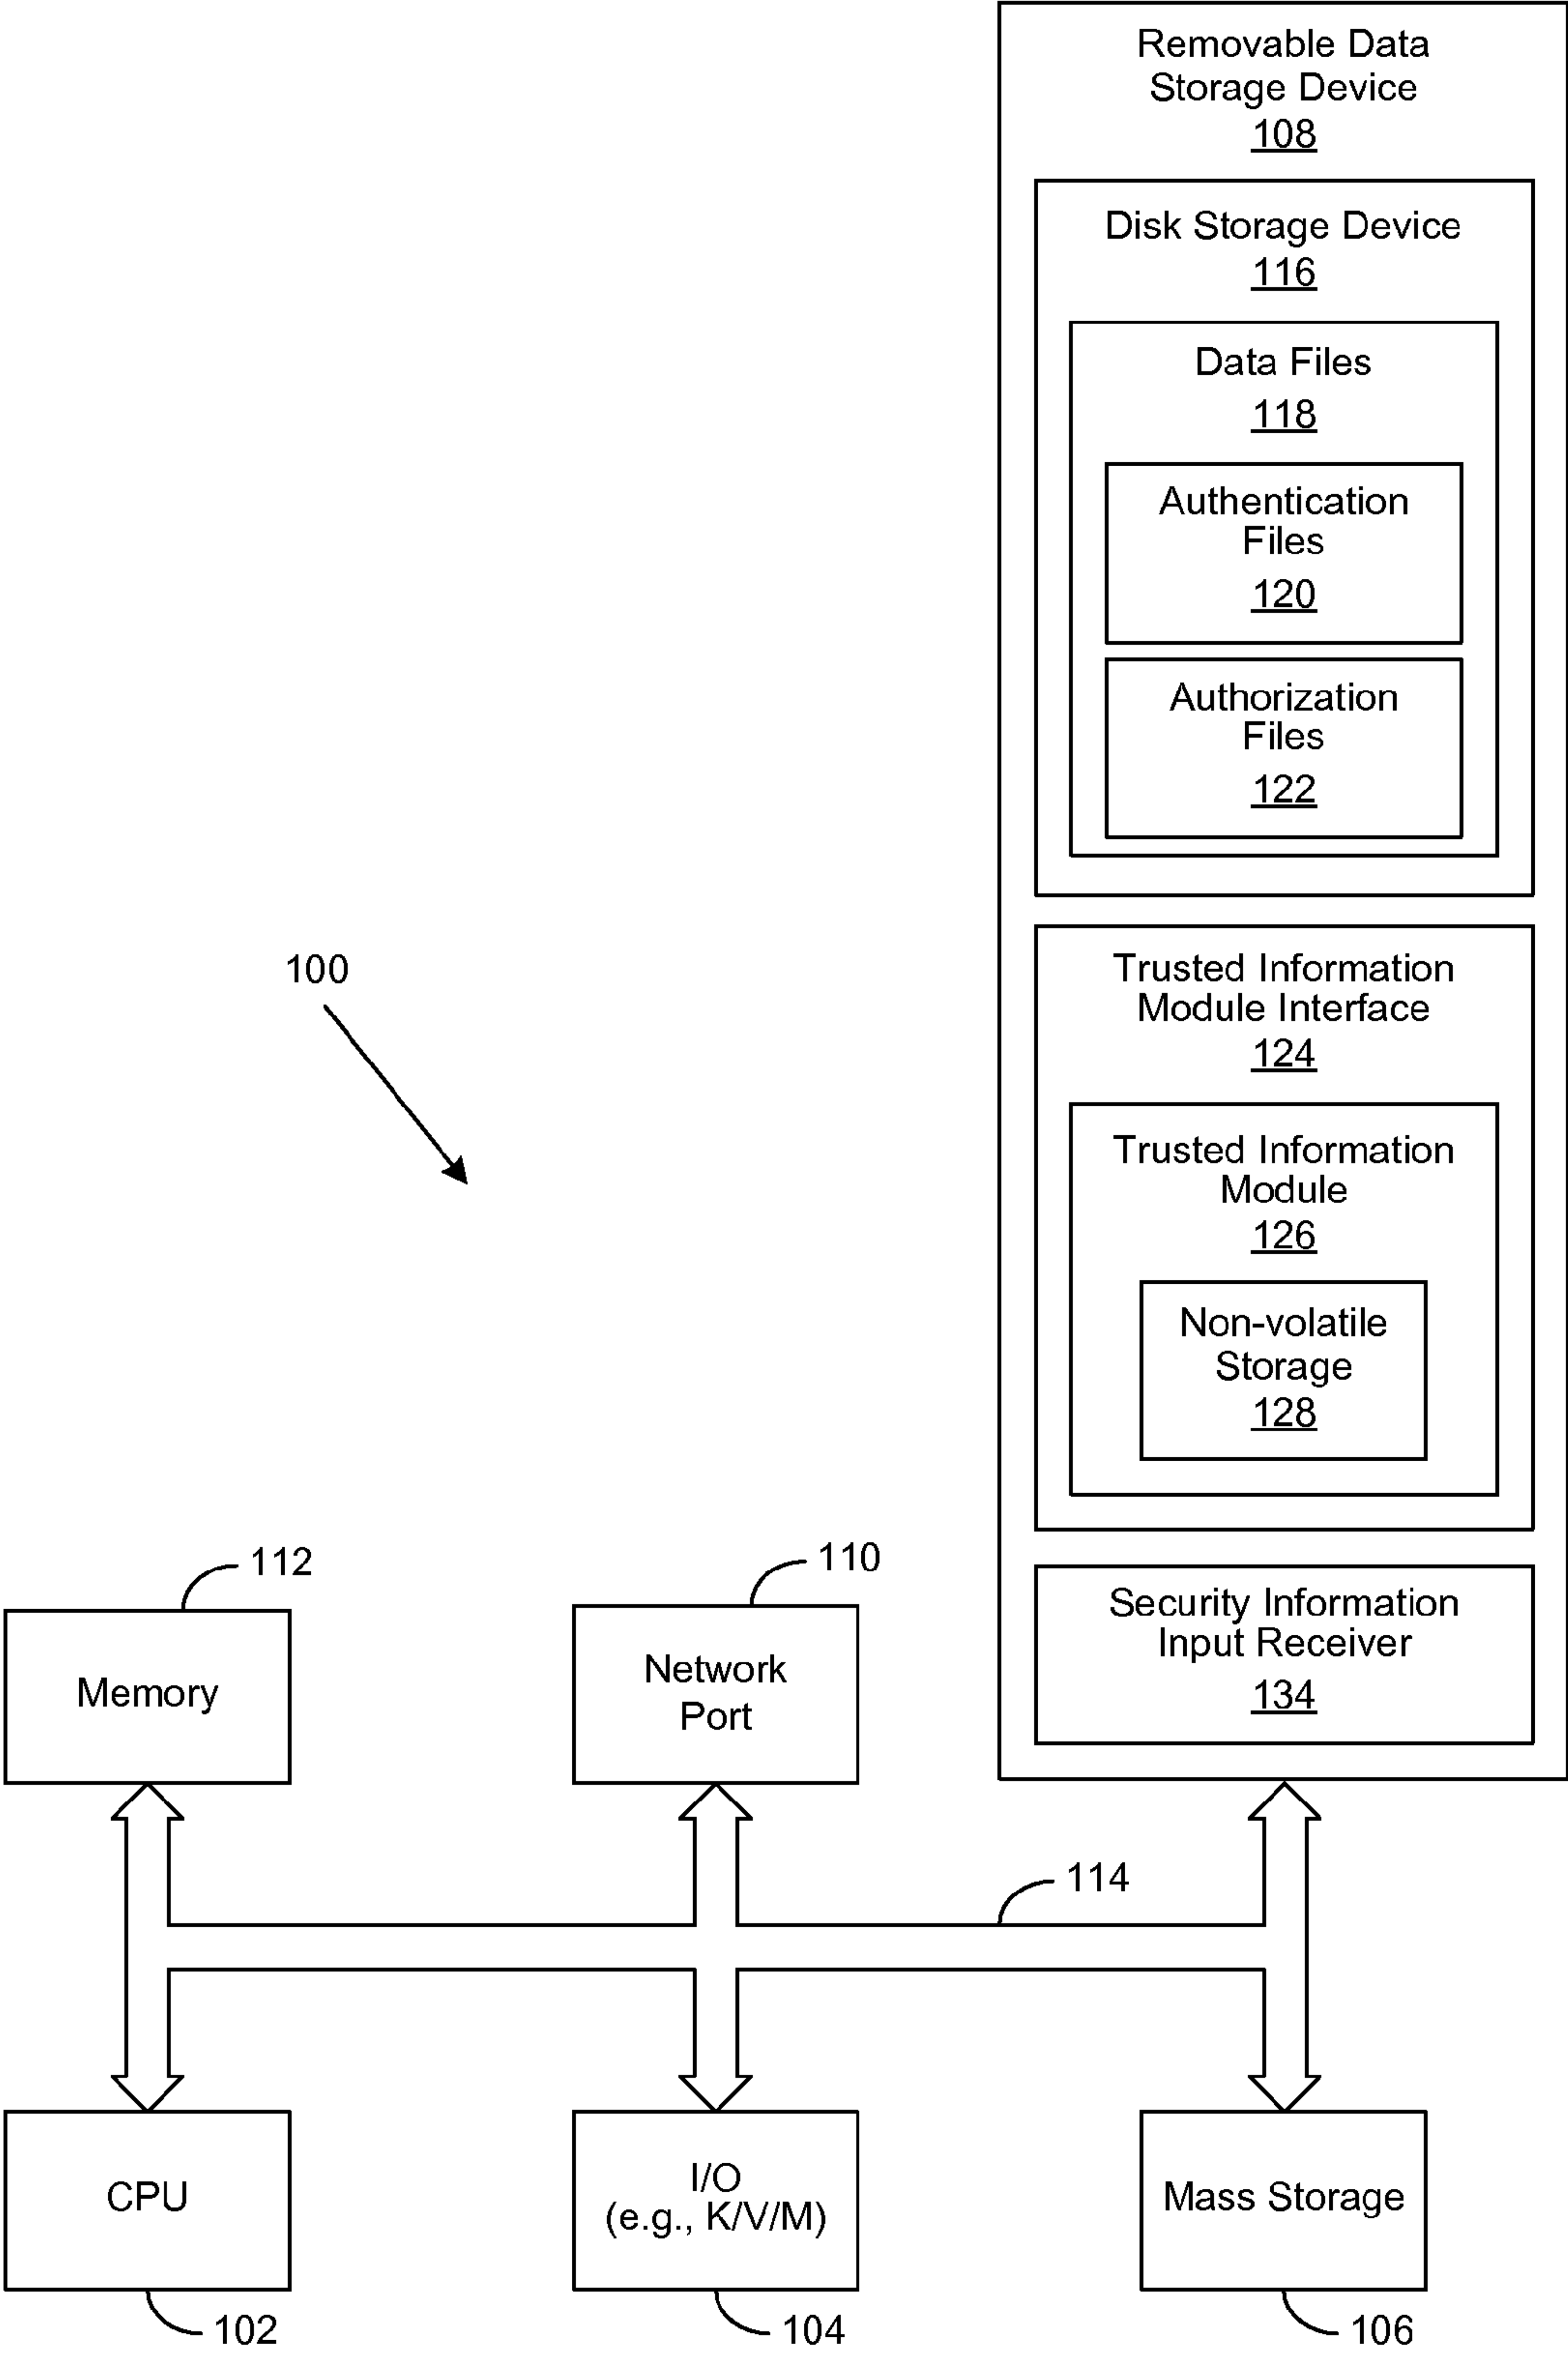 Removable Data
Storage Device
108
Disk Storage Device
116
Data Files
118
Authentication
Files
120
Authorization
Files
122
100
Trusted Information
Module Interface
124
Trusted Information
Module
126
Non-volatile
Storage
128
112
110
Security Information
Input Receiver
134
Memory
Network
Port
114
CPU
I/O
(e.g., K/V/M)
Mass Storage
102
104
106